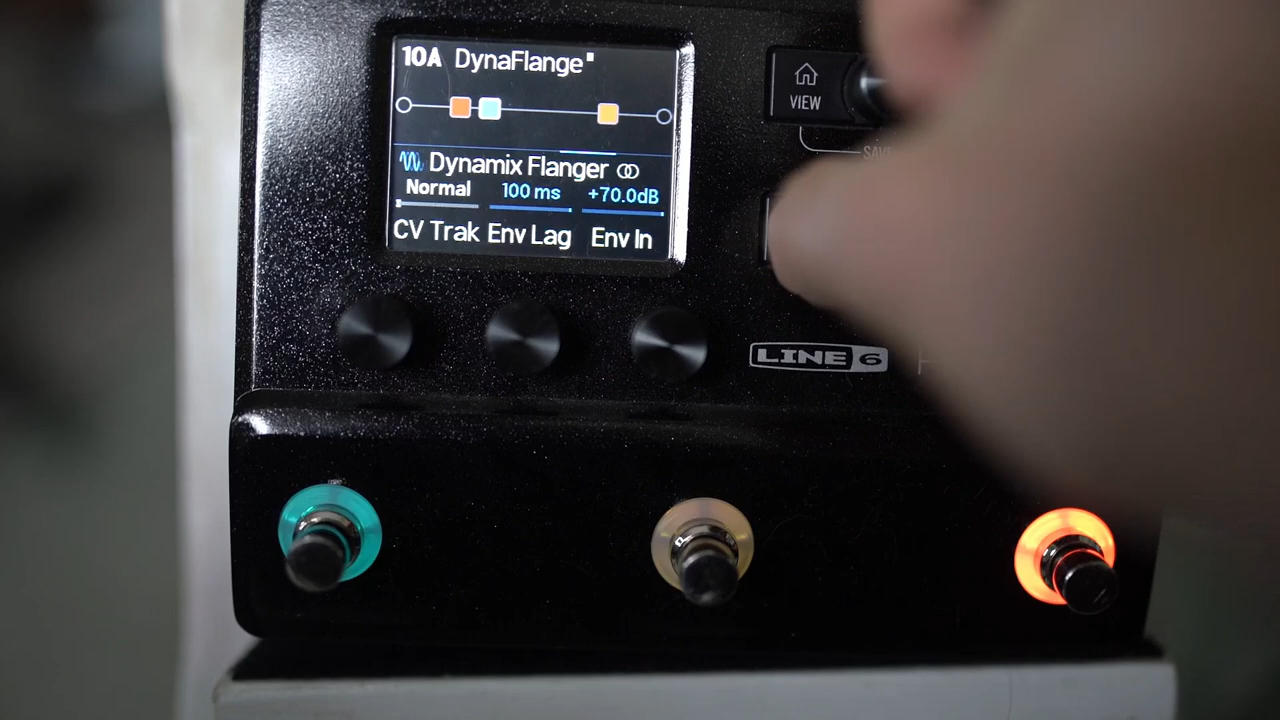 10A DynaFlange
Dynamix Flanger
Normal 100 ms +70.0dB
CV Trak Env Lag Env In
VIEW
LINE 6